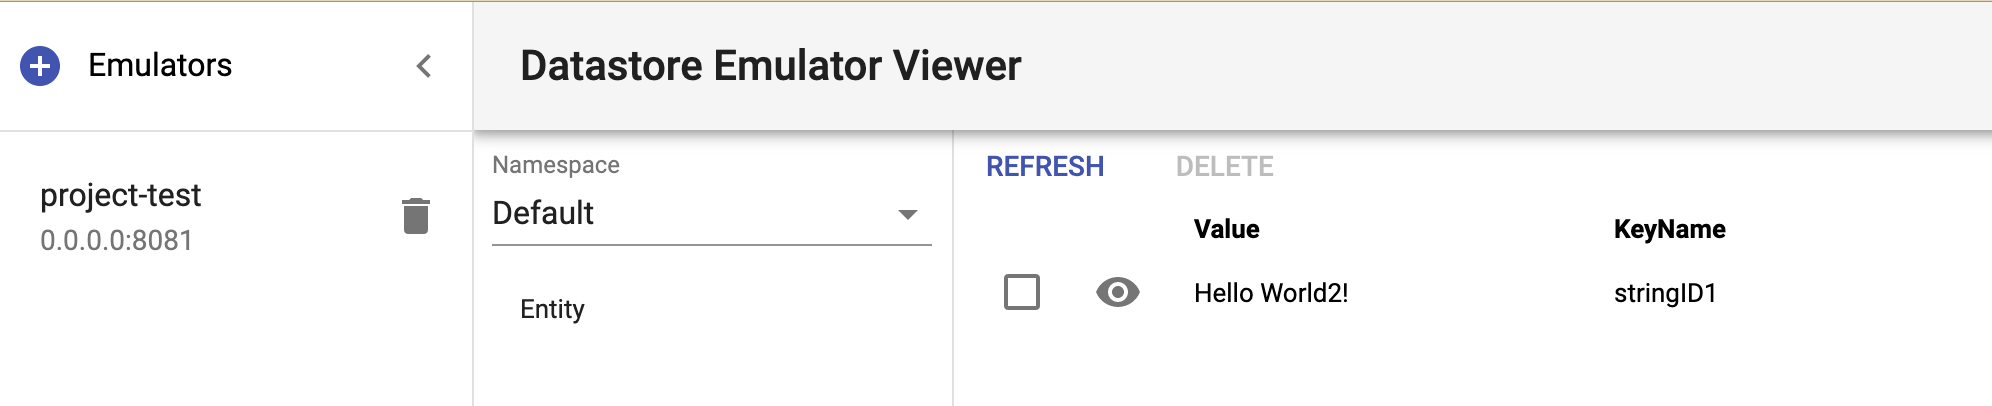 Emulators
Datastore Emulator Viewer
project-test
0.0.0.0:8081
Namespace
Default
Entity
REFRESH DELETE
Value KeyName
Hello World2! stringID1